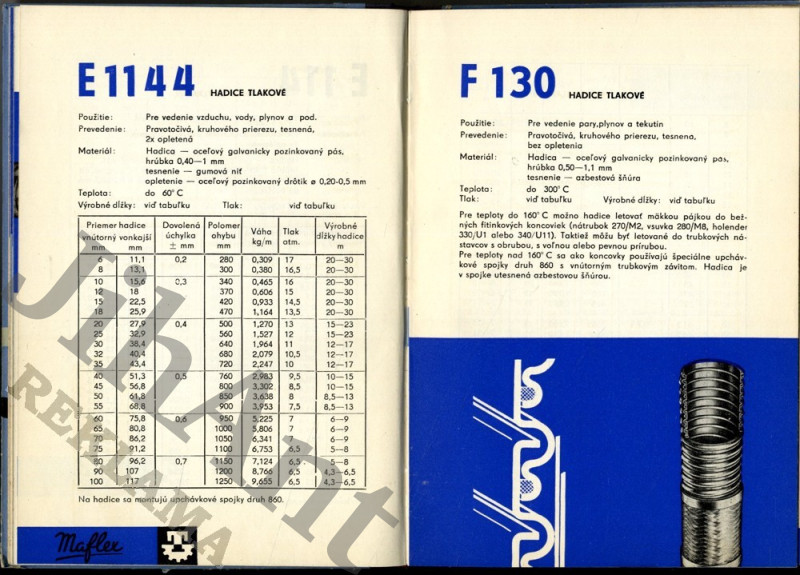 E 1144 HADICE TLAKOVÉ
Použitie: Pre vedenie vzduchu, vody, plynov a pod.
Prevedenie: Pravotočivá, kruhového prierezu, tesnená,
2x opletená
Materiál: Hadica — oceľový galvanicky pozinkovaný pás,
hrúbka 0,40—1 mm
tesnenie — gumová niť
opletenie — oceľový pozinkovaný drôtik ø 0,20-0,5 mm
Teplota: do 60° C
Výrobné dĺžky: viď tabuľku Tlak: viď tabuľku
Priemer hadice Dovolená Polomer Váha Tlak Výrobné
vnútorný vonkajší úchylka ohybu kg/m atm. dĺžky hadice
mm mm ± mm mm m
11,1 0,2 280 0,309 17 20—30
8 13,1 300 0,380 16,5 20—30
10 15,6 0,3 340 0,465 16 20—30
12 18 370 0,606 15 20—30
15 22,5 420 0,933 14,5 20—30
18 25,9 470 1,164 13,5 20—30
20 27,9 0,4 500 1,270 13 15—23
25 32,9 560 1,527 12 15—23
30 38,4 640 1,964 11 12—17
32 40,4 680 2,079 10,5 12—17
35 43,4 720 2,247 10 12—17
40 51,3 0,5 760 2,983 9,5 10—15
45 56,8 800 3,302 8,5 10—15
50 61,8 850 3,638 8 8,5—13
55 68,8 900 3,953 7,5 8,5—13
60 75,8 0,6 950 5,225 7 6—9
65 80,8 1000 5,806 7 6—9
70 86,2 1050 6,341 7 6—9
75 91,2 1100 6,753 6,5 5—8
80 96,2 0,7 1150 7,124 6,5 5—8
90 107 1200 8,766 6,5 4,3—6,5
100 117 1250 9,655 6,5 4,3—6,5
Na hadice sa montujú upchávkové spojky druh 860.
Maflex
F 130 HADICE TLAKOVÉ
Použitie: Pre vedenie pary,plynov a tekutín
Prevedenie: Pravotočivá, kruhového prierezu, tesnena,
bez opletenia
Materiál: Hadica — oceľový galvanicky pozinkovaný pás,
hrúbka 0,50—1,1 mm
tesnenie — azbestová šňúra
Teplota: do 300° C
Tlak: viď tabuľku Výrobné dĺžky: viď tabuľku
Pre teploty do 160° C možno hadice letovať mäkkou pájkou do bež-
ných fitinkových koncoviek (nátrubok 270/M2, vsuvka 280/M8, holender
330/U1 alebo 340/U11). Taktiež môžu byť letované do trubkových ná-
stavcov s obrubou, s voľnou alebo pevnou prírubou.
Pre teploty nad 160° C sa ako koncovky používajú špeciálne upcháv-
kové spojky druh 860 s vnútorným trubkovým závitom. Hadica je
v spojke utesnená azbestovou šňúrou.
JihAnt
REKLAMA